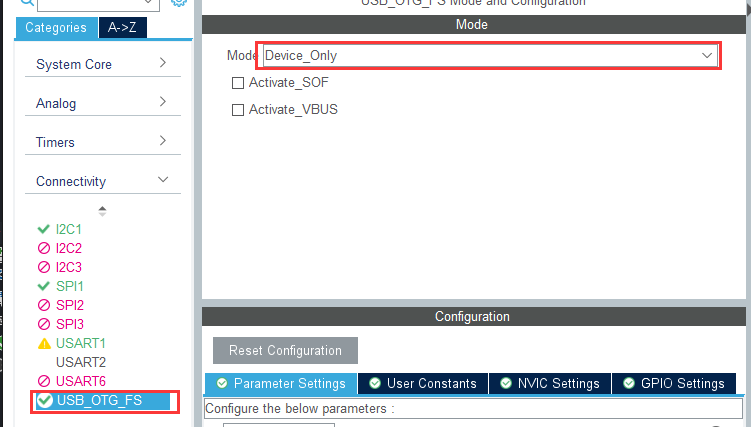 USB_OTG_FS Mode and Configuration
Categories
A->Z
Mode
System Core
Mode
Device_Only
Activate_SOF
Analog
Activate_VBUS
Timers
Connectivity
I2C1
I2C2
I2C3
SPI1
SPI2
SPI3
Configuration
USART1
Reset Configuration
USART2
USART6
Parameter Settings
User Constants
NVIC Settings
GPIO Settings
USB_OTG_FS
Configure the below parameters :